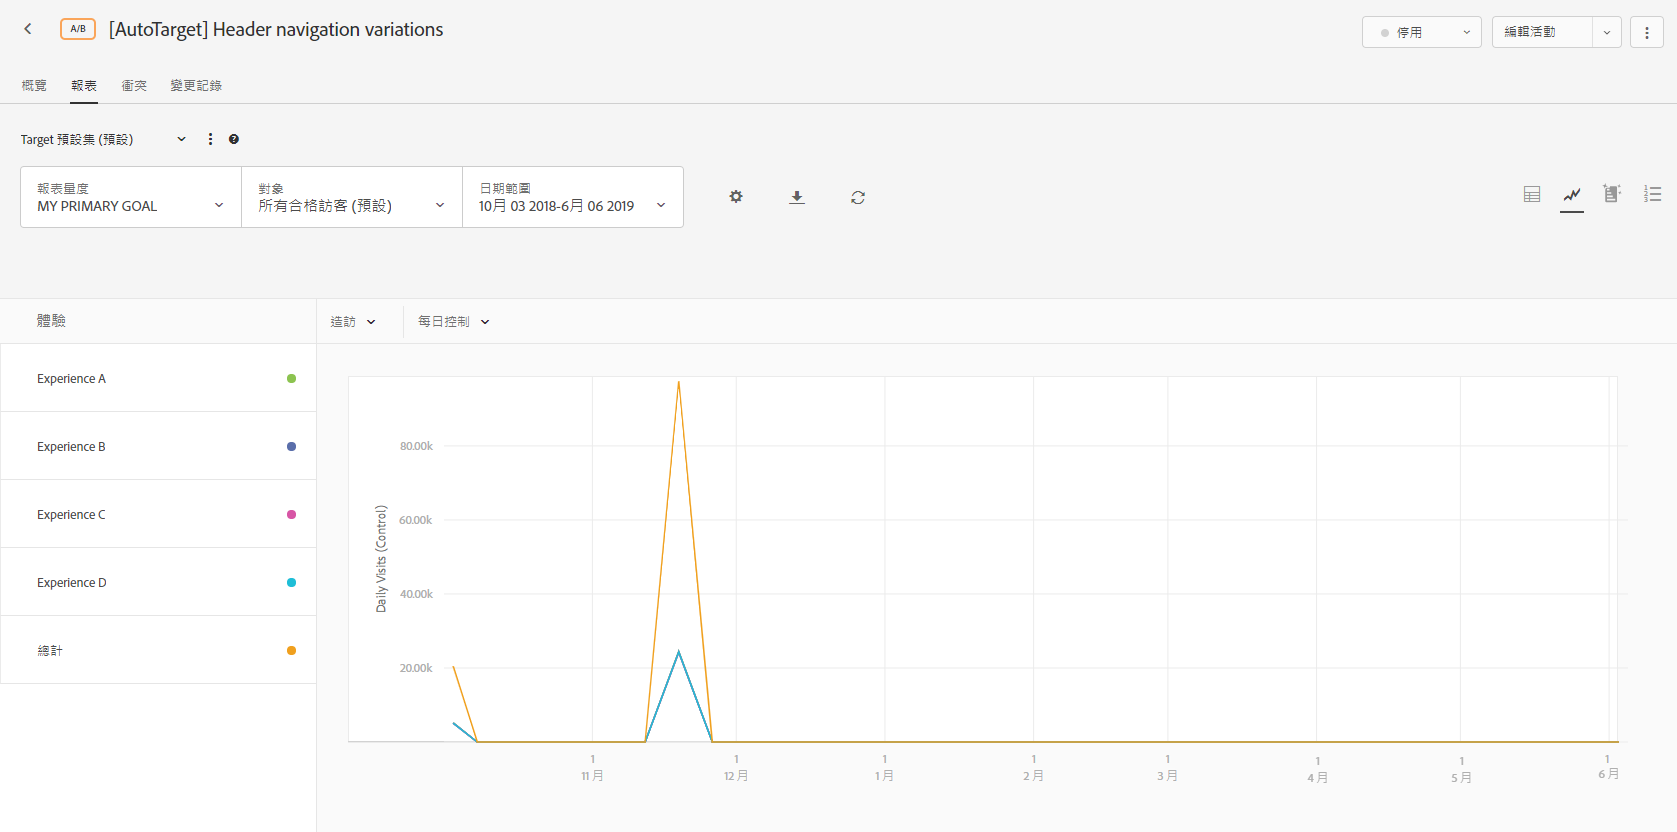 A/B [AutoTarget] Header navigation variations
停用
編輯活動
概覽 報表 衝突 變更記錄
Target 預設集 (預設)
報表量度
MY PRIMARY GOAL
對象
所有合格訪客 (預設)
日期範圍
10月 03 2018-6月 06 2019
體驗
造訪
每日控制
Experience A
Experience B
Experience C
Experience D
總計
Daily Visits (Control)
80.00k
60.00k
40.00k
20.00k
1
11 月
1
12 月
1
1 月
1
2 月
1
3 月
1
4 月
1
5 月
1
6 月